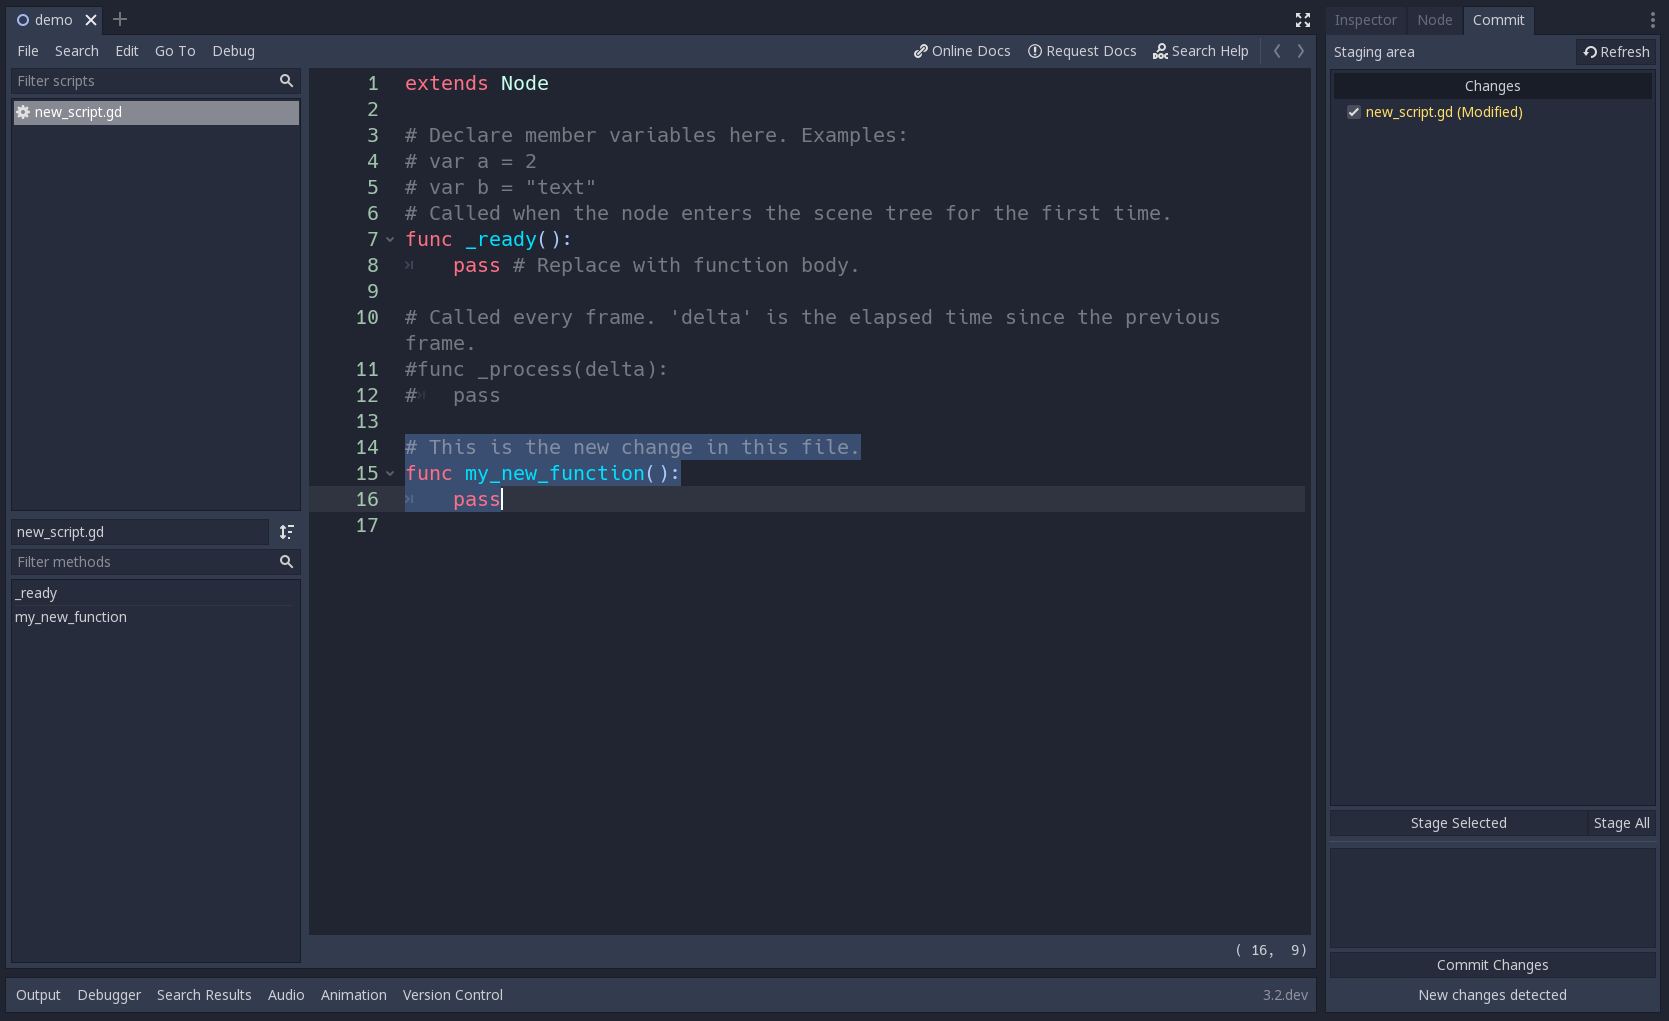 demo
Inspector Node Commit
File Search Edit Go To Debug
Online Docs Request Docs Search Help
Staging area Refresh
Filter scripts
new_script.gd
new_script.gd
Filter methods
_ready
my_new_function
1 extends Node
2
3 # Declare member variables here. Examples:
4 # var a = 2
5 # var b = "text"
6 # Called when the node enters the scene tree for the first time.
7 func _ready():
8 pass # Replace with function body.
9
10 # Called every frame. 'delta' is the elapsed time since the previous
frame.
11 #func _process(delta):
12 # pass
13
14 # This is the new change in this file.
15 func my_new_function():
16 pass
17
( 16, 9)
Changes
new_script.gd (Modified)
Stage Selected Stage All
Commit Changes
New changes detected
Output Debugger Search Results Audio Animation Version Control 3.2.dev